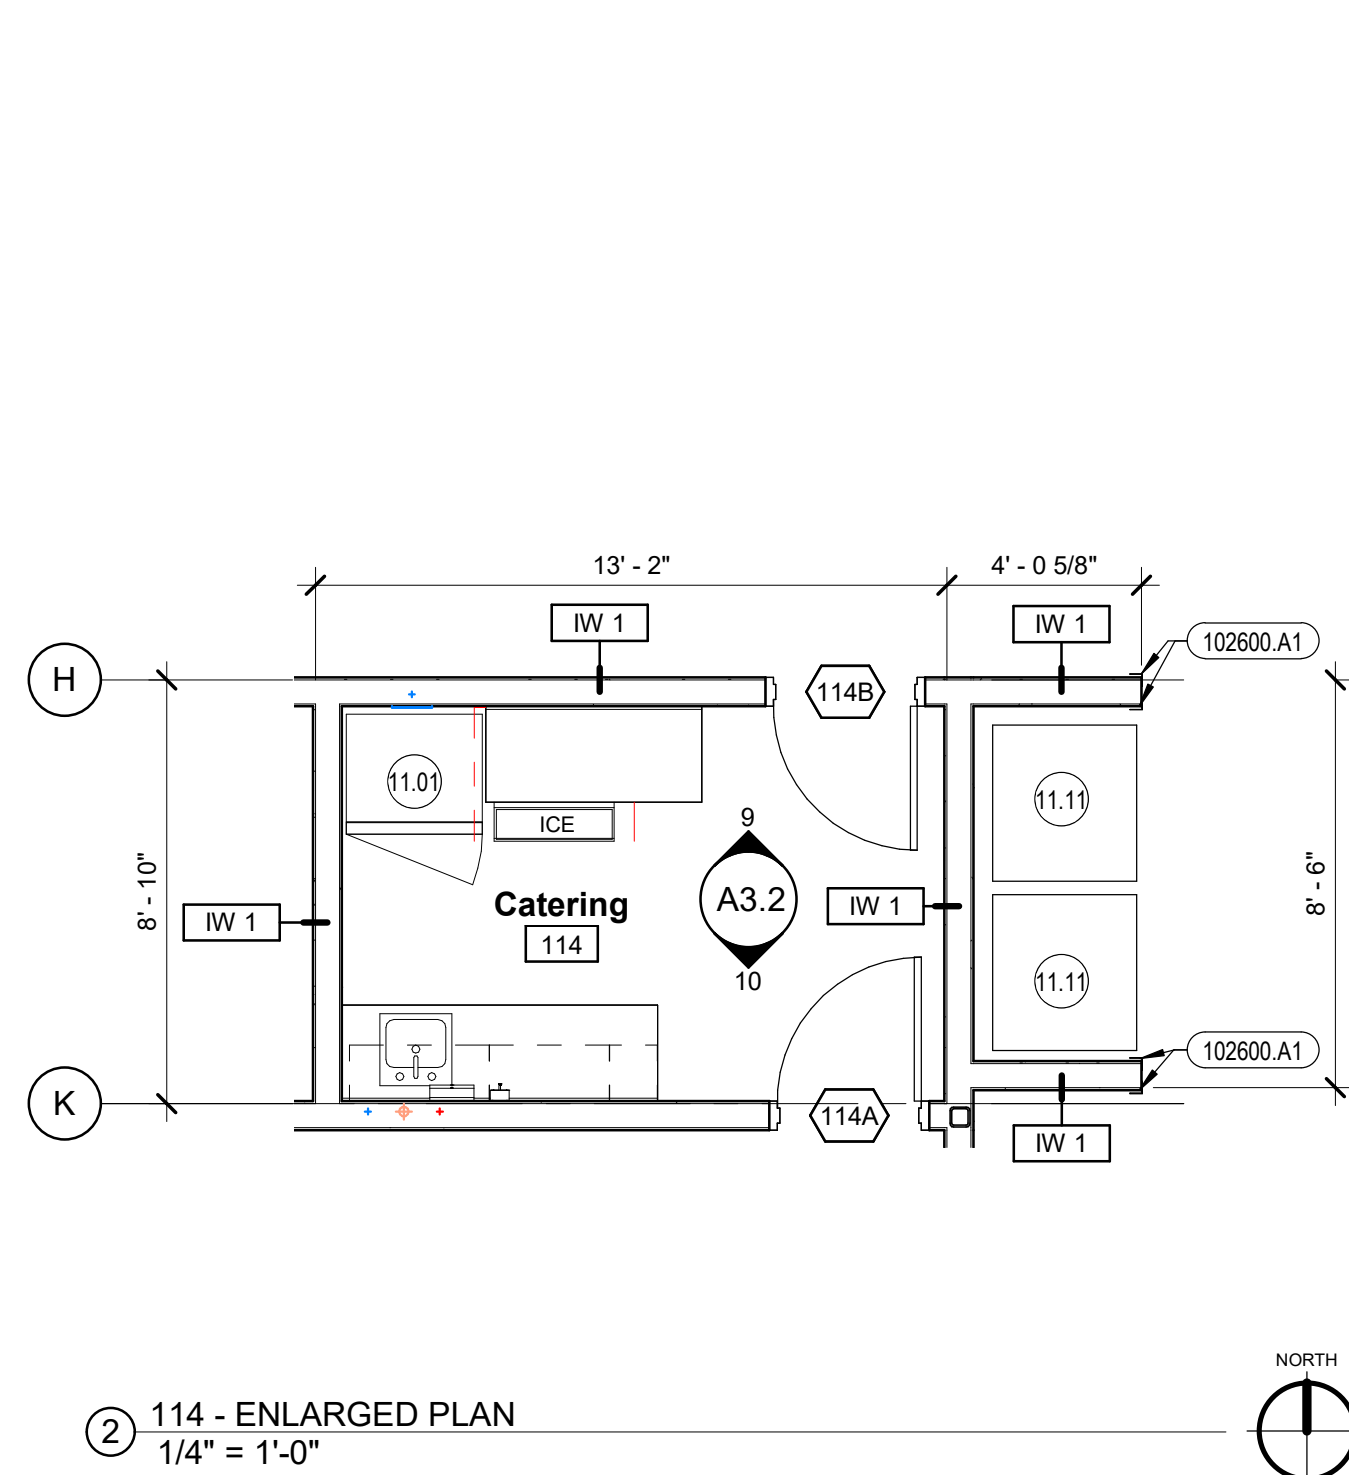 13' - 2"
4' - 0 5/8"
IW 1
IW 1
102600.A1
H
114B
11.01
11.11
ICE
9
8' - 10"
8' - 6"
A3.2
Catering
IW 1
IW 1
114
10
11.11
102600.A1
K
114A
IW 1
NORTH
2
114 - ENLARGED PLAN
1/4" = 1'-0"